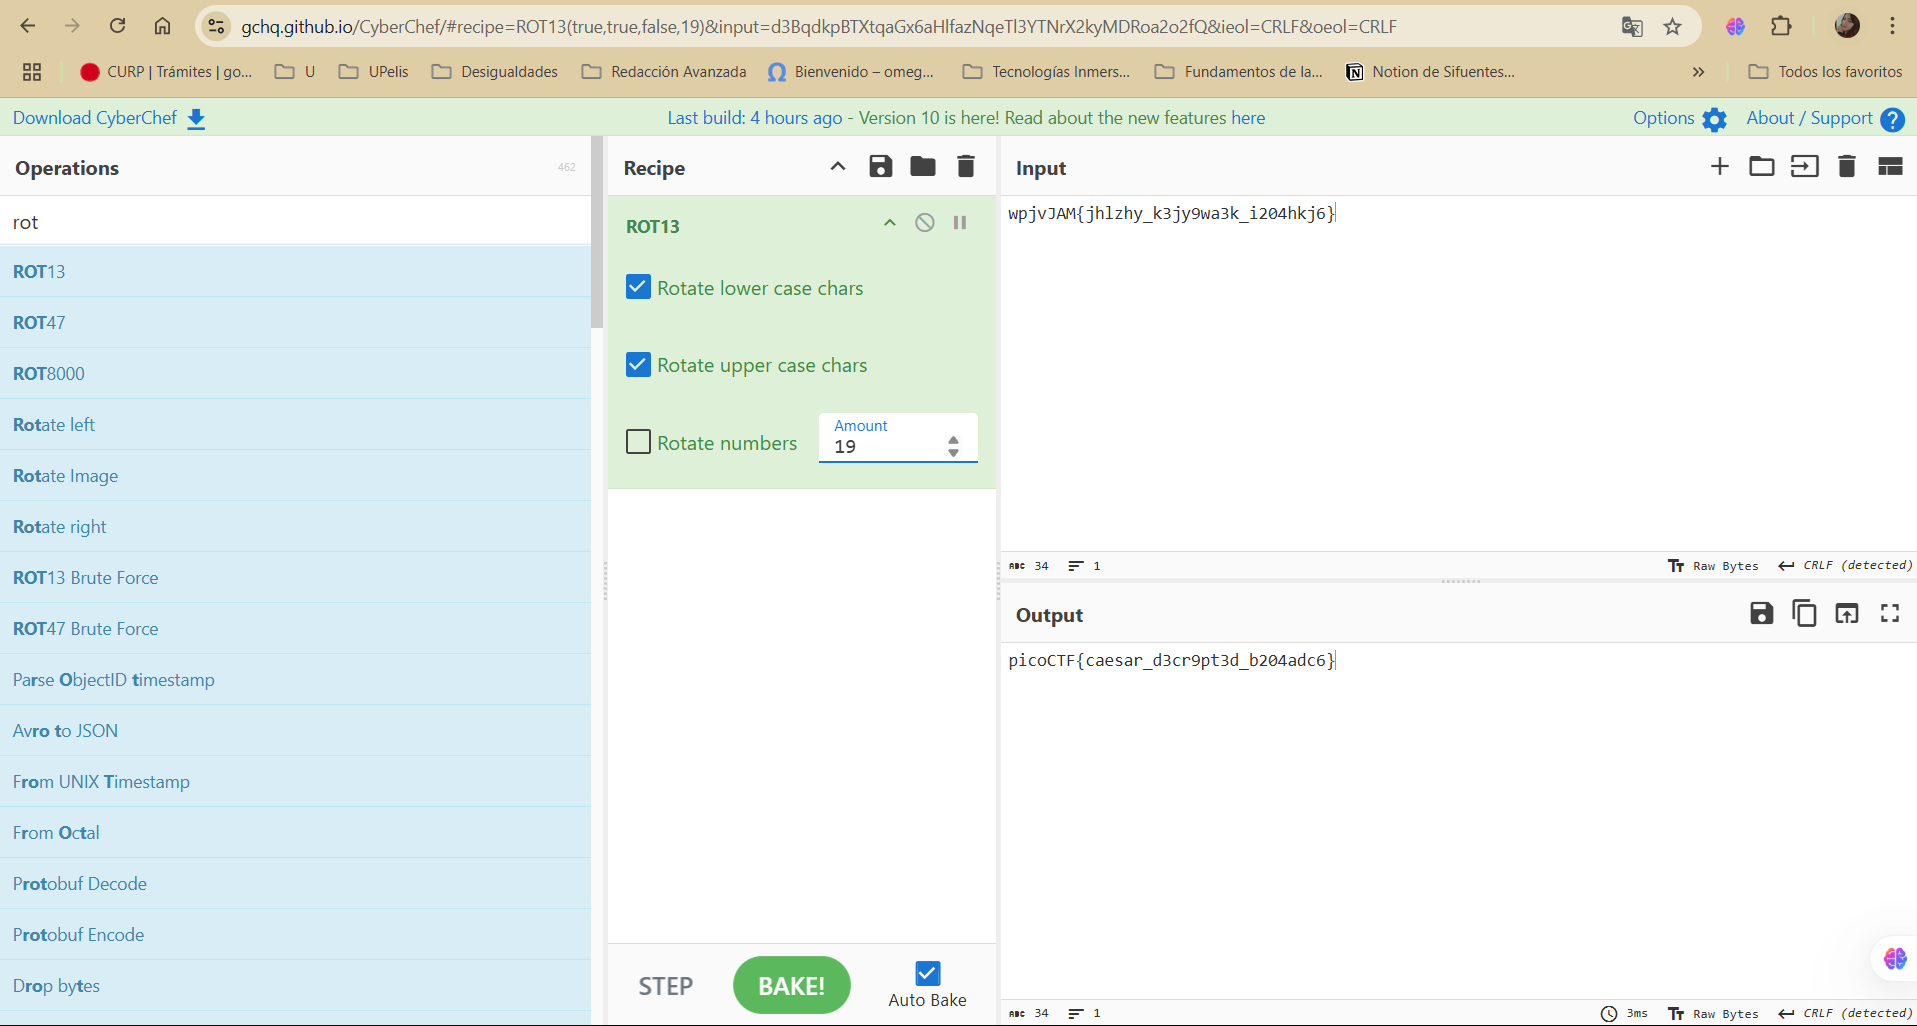 gchq.github.io/CyberChef/#recipe=ROT13(true,true,false,19)&input=d3BqdkpBTXtqaGx6aHlfazNqeTl3YTNrX2kyMDRoa2o2fQ&ieol=CRLF&oeol=CRLF
CURP | Trámites | go...
U
UPelis
Desigualdades
Redacción Avanzada
Bienvenido – omeg...
Tecnologías Inmers...
Fundamentos de la...
Notion de Sifuentes...
»
Todos los favoritos
Download CyberChef
Last build: 4 hours ago - Version 10 is here! Read about the new features here
Options
About / Support
Operations
462
rot
ROT13
ROT47
ROT8000
Rotate left
Rotate Image
Rotate right
ROT13 Brute Force
ROT47 Brute Force
Parse ObjectID timestamp
Avro to JSON
From UNIX Timestamp
From Octal
Protobuf Decode
Protobuf Encode
Drop bytes
Recipe
ROT13
Rotate lower case chars
Rotate upper case chars
Rotate numbers
Amount
19
STEP
BAKE!
Auto Bake
Input
wpjvJAM{jhlzhy_k3jy9wa3k_i204hkj6}
ABC 34
1
Raw Bytes
CRLF (detected)
Output
picoCTF{caesar_d3cr9pt3d_b204adc6}
ABC 34
1
3ms
Raw Bytes
CRLF (detected)